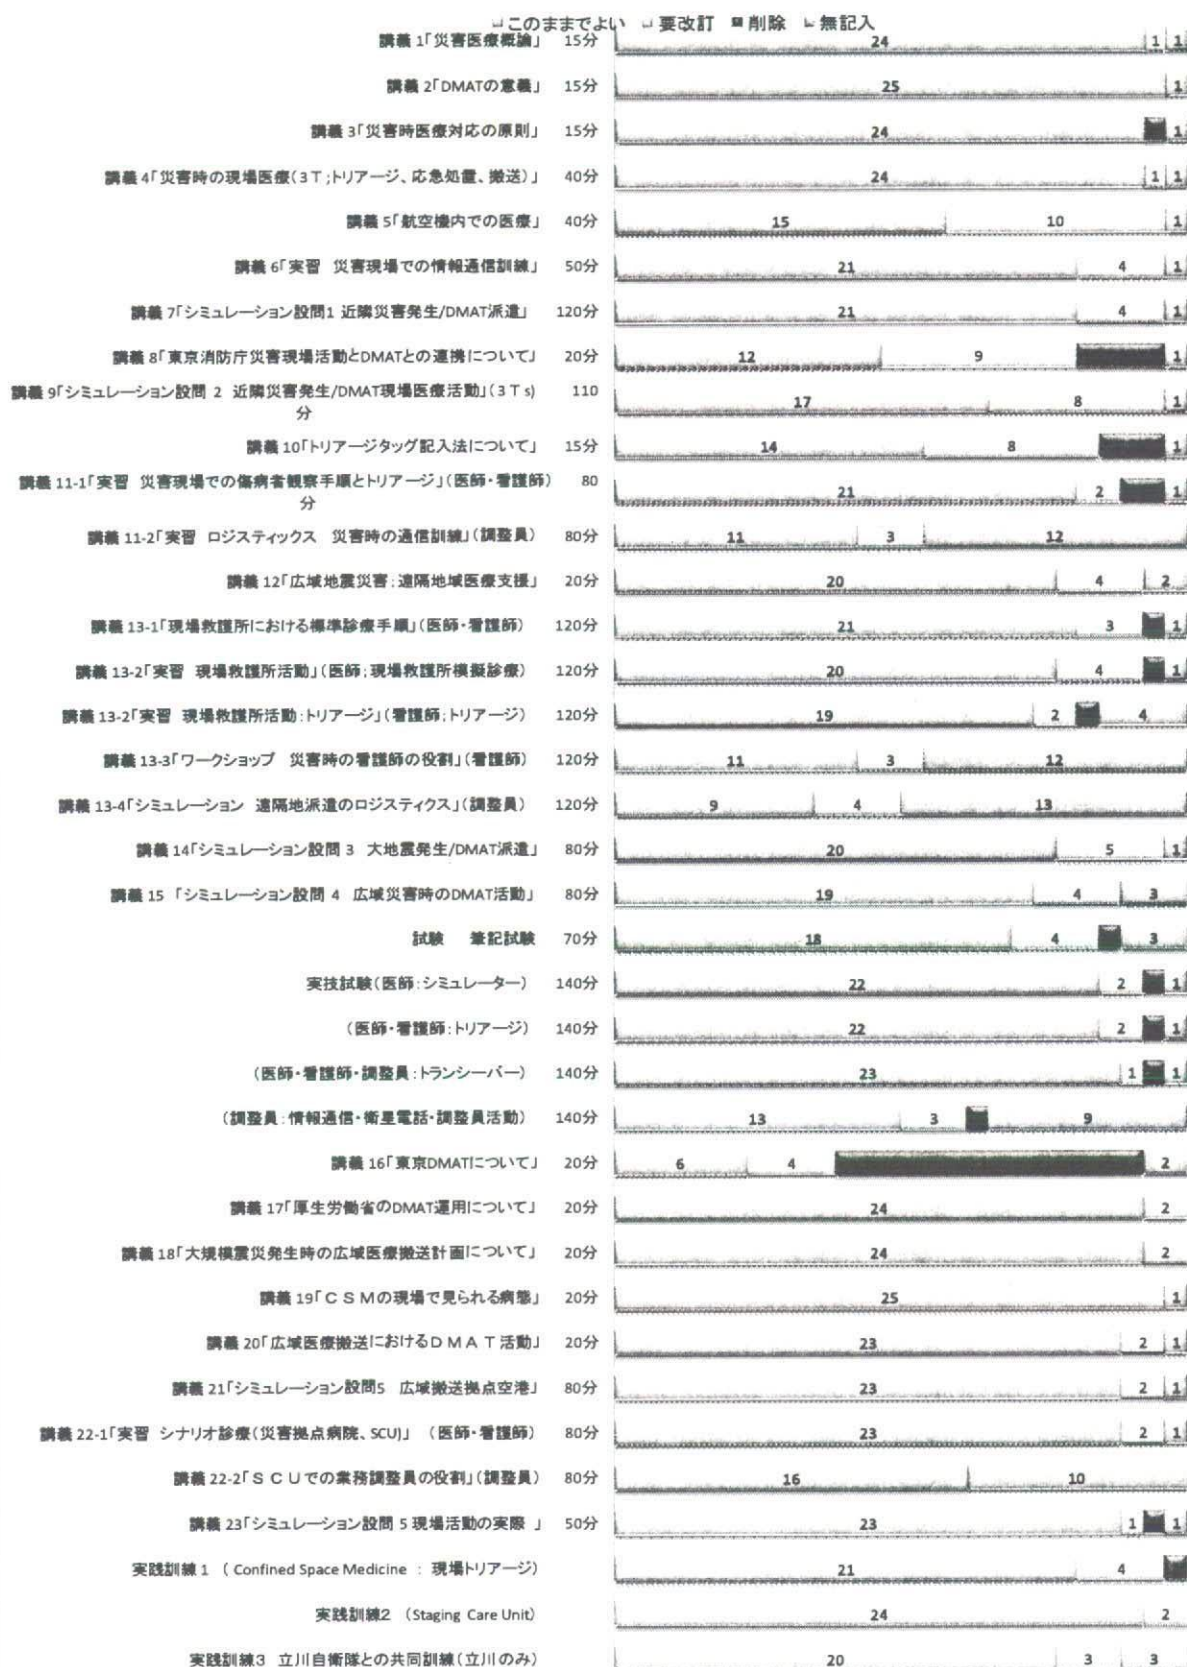 このままでよい 要改訂 削除 無記入
講義 1「災害医療概論」 15分 24 1 1
講義 2「DMATの意義」 15分 25 1
講義 3「災害時医療対応の原則」 15分 24 1
講義 4「災害時の現場医療(3T;トリアージ、応急処置、搬送)」 40分 24 1 1
講義 5「航空機内での医療」 40分 15 10 1
講義 6「実習 災害現場での情報通信訓練」 50分 21 4 1
講義 7「シミュレーション設問1 近隣災害発生/DMAT派遣」 120分 21 4 1
講義 8「東京消防庁災害現場活動とDMATとの連携について」 20分 12 9 1
講義 9「シミュレーション設問 2 近隣災害発生/DMAT現場医療活動」(3Ts) 110
分 17 8 1
講義 10「トリアージタッグ記入法について」 15分 14 8 1
講義 11-1「実習 災害現場での傷病者観察手順とトリアージ」(医師・看護師) 80
分 21 2 1
講義 11-2「実習 ロジスティックス 災害時の通信訓練」(調整員) 80分 11 3 12
講義 12「広域地震災害:遠隔地域医療支援」 20分 20 4 2
講義 13-1「現場救護所における標準診療手順」(医師・看護師) 120分 21 3 1
講義 13-2「実習 現場救護所活動」(医師;現場救護所模擬診療) 120分 20 4 1
講義 13-2「実習 現場救護所活動:トリアージ」(看護師;トリアージ) 120分 19 2 4
講義 13-3「ワークショップ 災害時の看護師の役割」(看護師) 120分 11 3 12
講義 13-4「シミュレーション 遠隔地派遣のロジスティクス」(調整員) 120分 9 4 13
講義 14「シミュレーション設問 3 大地震発生/DMAT派遣」 80分 20 5 1
講義 15 「シミュレーション設問 4 広域災害時のDMAT活動」 80分 19 4 3
試験 筆記試験 70分 18 4 3
実技試験(医師:シミュレーター) 140分 22 2 1
(医師・看護師:トリアージ) 140分 22 2 1
(医師・看護師・調整員:トランシーバー) 140分 23 1 1
(調整員:情報通信・衛星電話・調整員活動) 140分 13 3 9
講義 16「東京DMATについて」 20分 6 4 2
講義 17「厚生労働省のDMAT運用について」 20分 24 2
講義 18「大規模震災発生時の広域医療搬送計画について」 20分 24 2
講義 19「CSMの現場で見られる病態」 20分 25 1
講義 20「広域医療搬送におけるDMAT活動」 20分 23 2 1
講義 21「シミュレーション設問5 広域搬送拠点空港」 80分 23 2 1
講義 22-1「実習 シナリオ診療(災害拠点病院、SCU)」 (医師・看護師) 80分 23 2 1
講義 22-2「SCUでの業務調整員の役割」(調整員) 80分 16 10
講義 23「シミュレーション設問 5 現場活動の実際 」 50分 23 1 1
実践訓練 1 (Confined Space Medicine : 現場トリアージ) 21 4
実践訓練2 (Staging Care Unit) 24 2
実践訓練3 立川自衛隊との共同訓練(立川のみ) 20 3 3